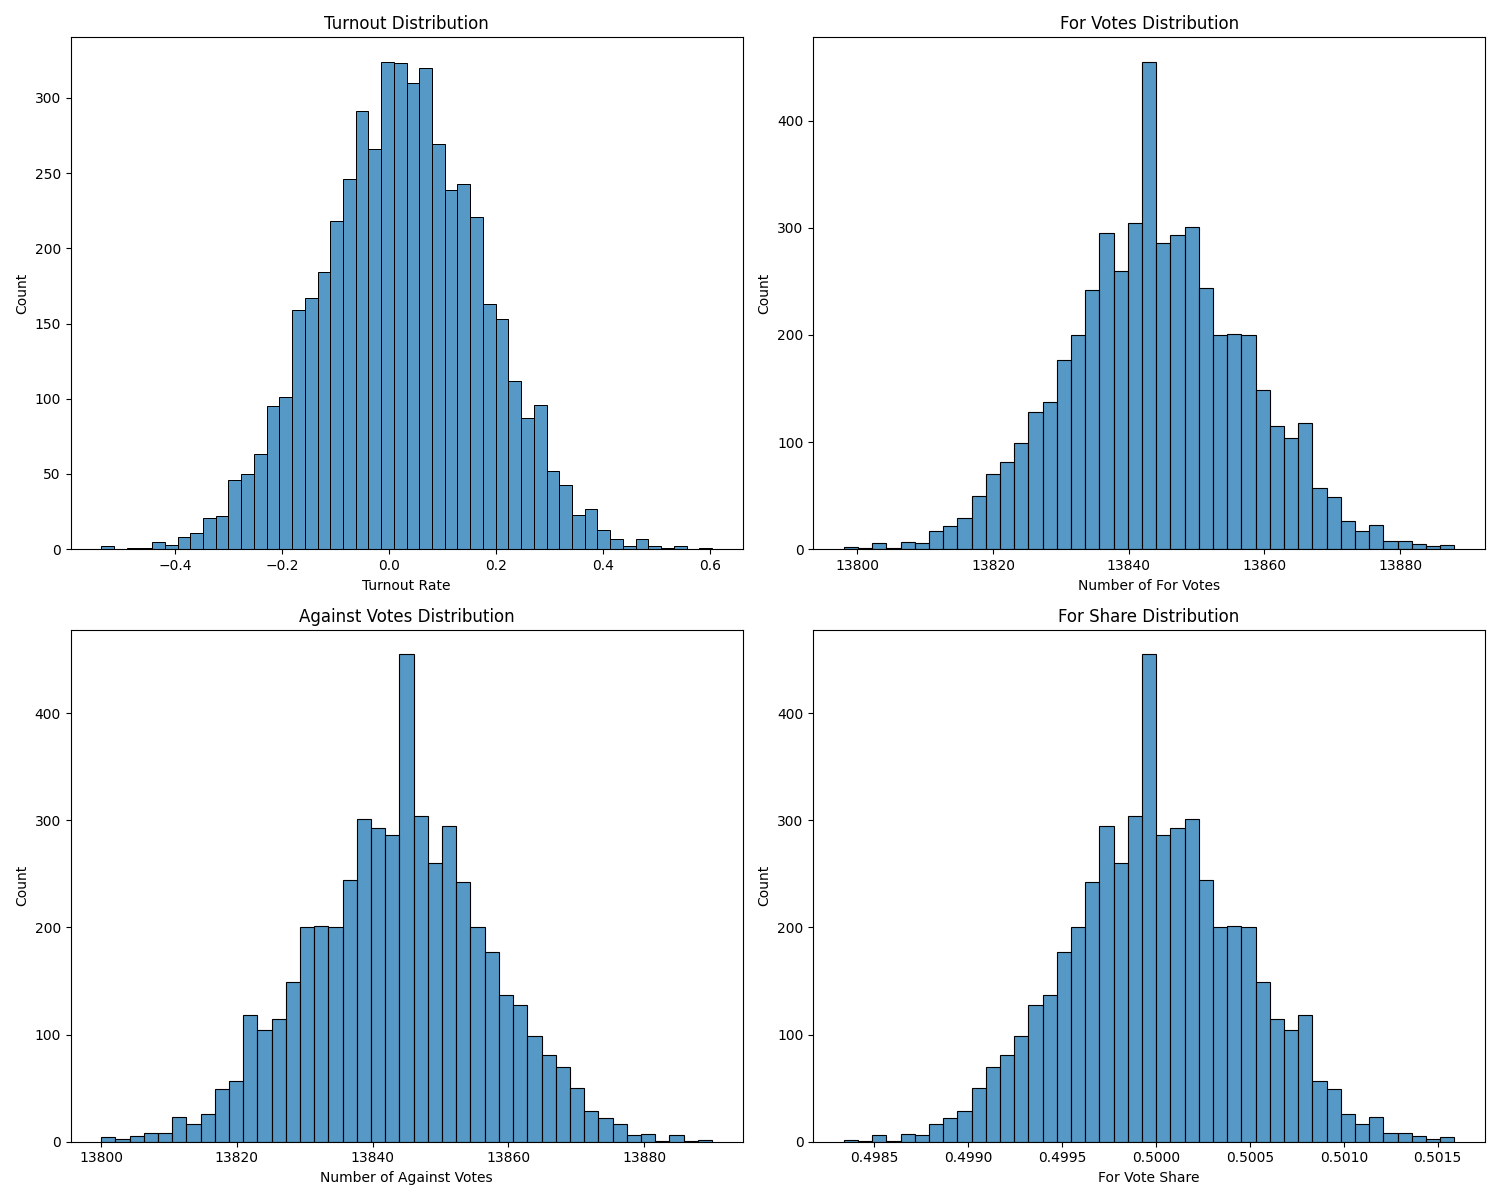 Turnout Distribution
Count
300
250
200
150
100
50
0
−0.4 −0.2 0.0 0.2 0.4 0.6
Turnout Rate
For Votes Distribution
Count
400
300
200
100
0
13800 13820 13840 13860 13880
Number of For Votes
Against Votes Distribution
Count
400
300
200
100
0
13800 13820 13840 13860 13880
Number of Against Votes
For Share Distribution
Count
400
300
200
100
0
0.4985 0.4990 0.4995 0.5000 0.5005 0.5010 0.5015
For Vote Share